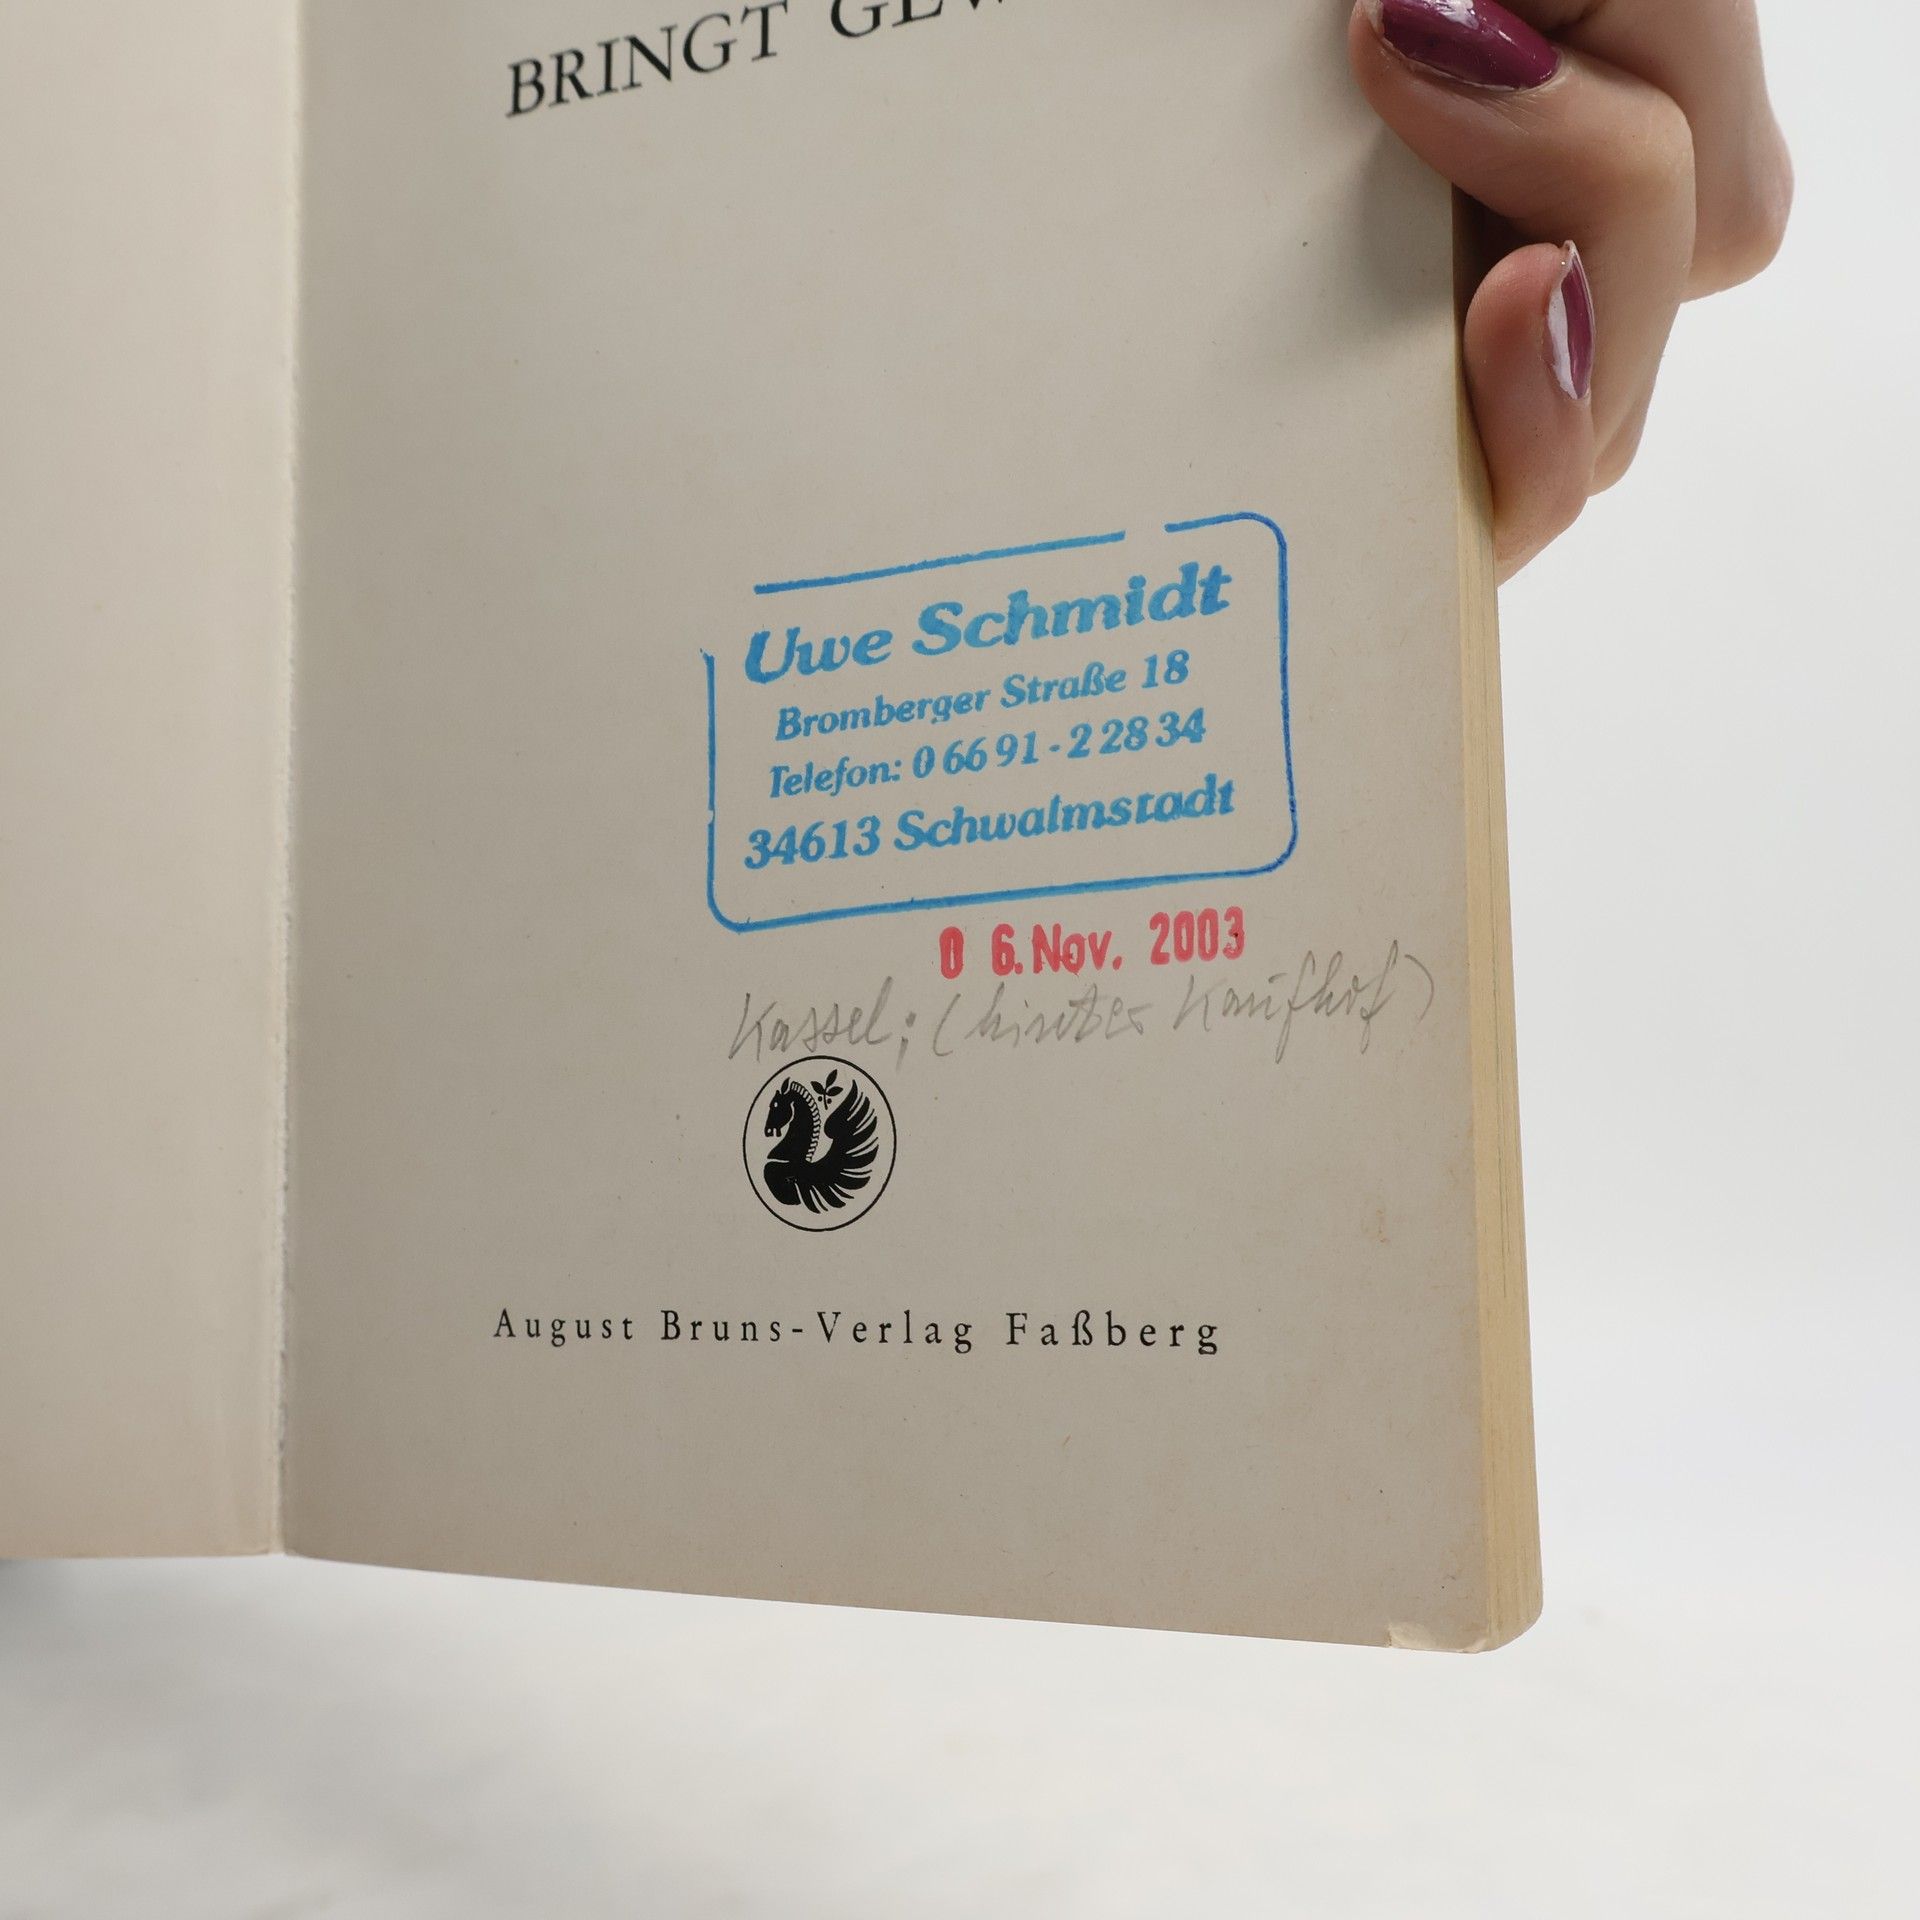 BRINGT
Uwe Schmidt
Bromberger Straße 18
Telefon: 0 66 91 - 2 28 34
34613 Schwalmstadt
0 6. Nov. 2003
Kassel; (hinter Kaufhof)
August Bruns-Verlag Faßberg